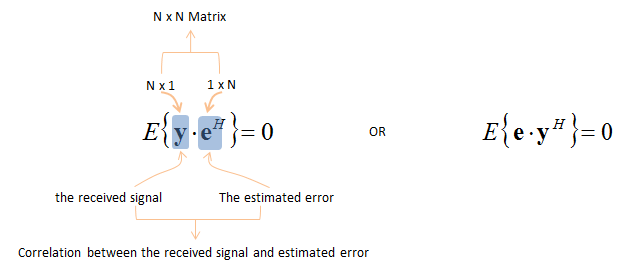 N x N Matrix
N x 1 1 x N
E{y·e^H}= 0 OR E{e·y^H}= 0
the received signal The estimated error
Correlation between the received signal and estimated error